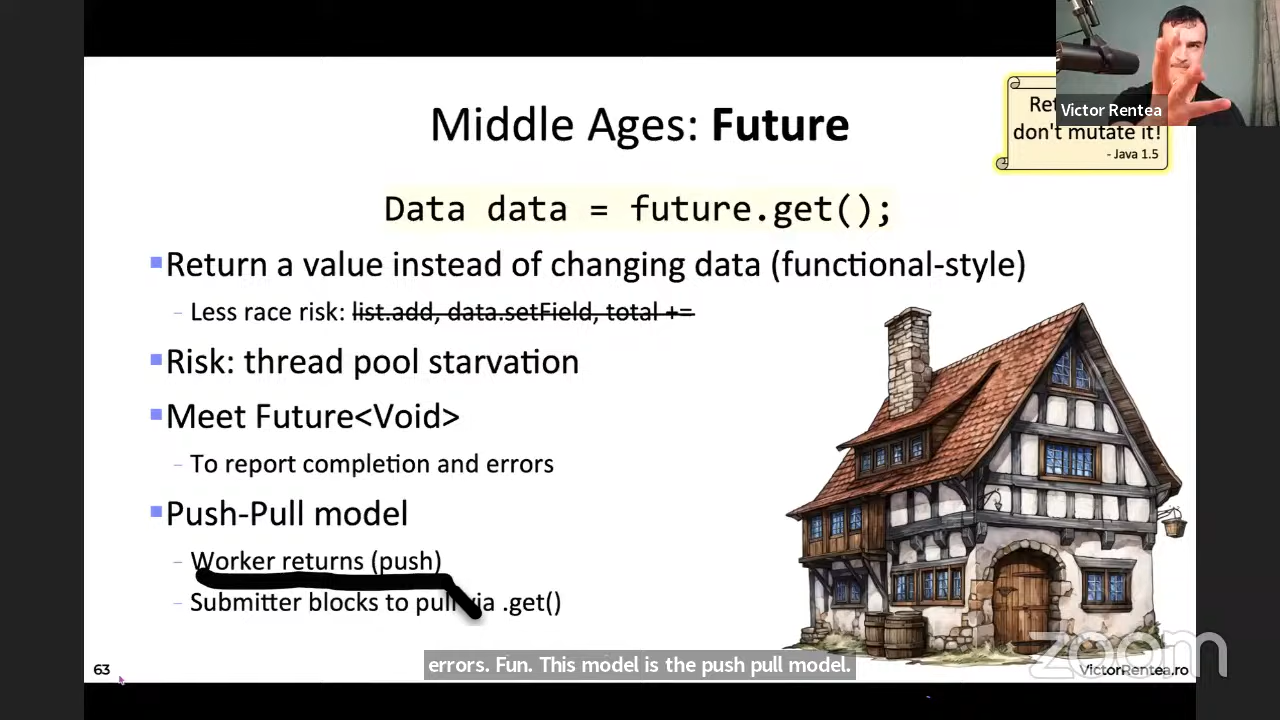 Victor Rentea
Middle Ages: Future
don't mutate it!
- Java 1.5
Data data = future.get();
Return a value instead of changing data (functional-style)
– Less race risk: list.add, data.setField, total +=
Risk: thread pool starvation
Meet Future<Void>
– To report completion and errors
Push-Pull model
– Worker returns (push)
– Submitter blocks to pull via .get()
zoom
63
errors. Fun. This model is the push pull model.
VictorRentea.ro